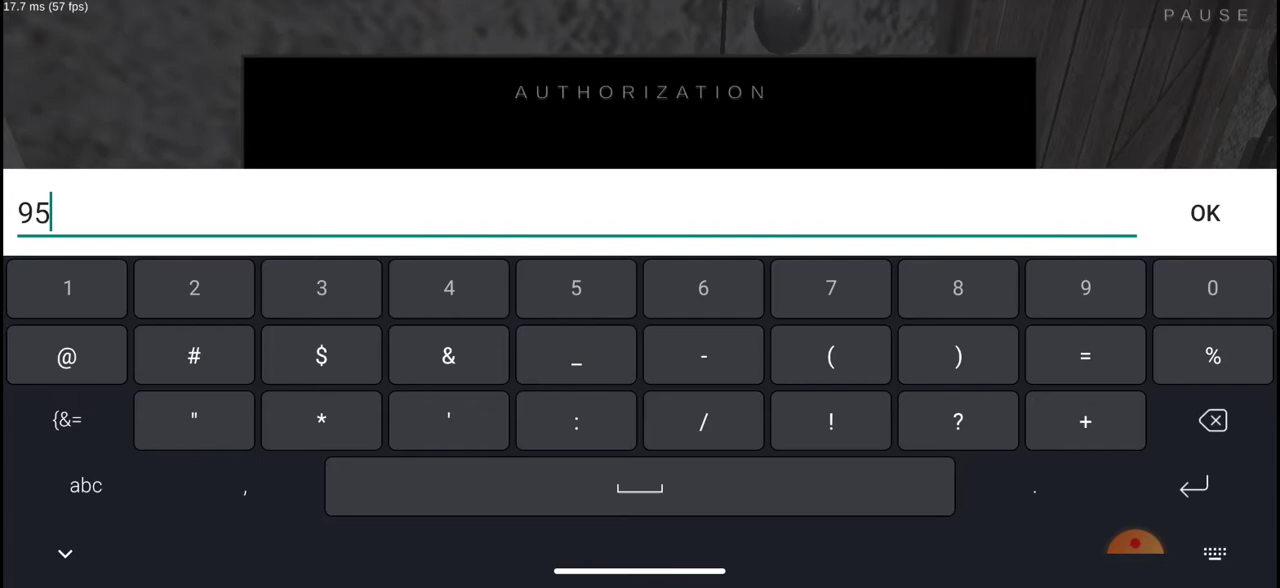 17.7 ms (57 fps)
PAUSE
AUTHORIZATION
95
OK
1 2 3 4 5 6 7 8 9 0
@ # $ & _ - ( ) = %
{&= " * ' : / ! ? +
abc , .